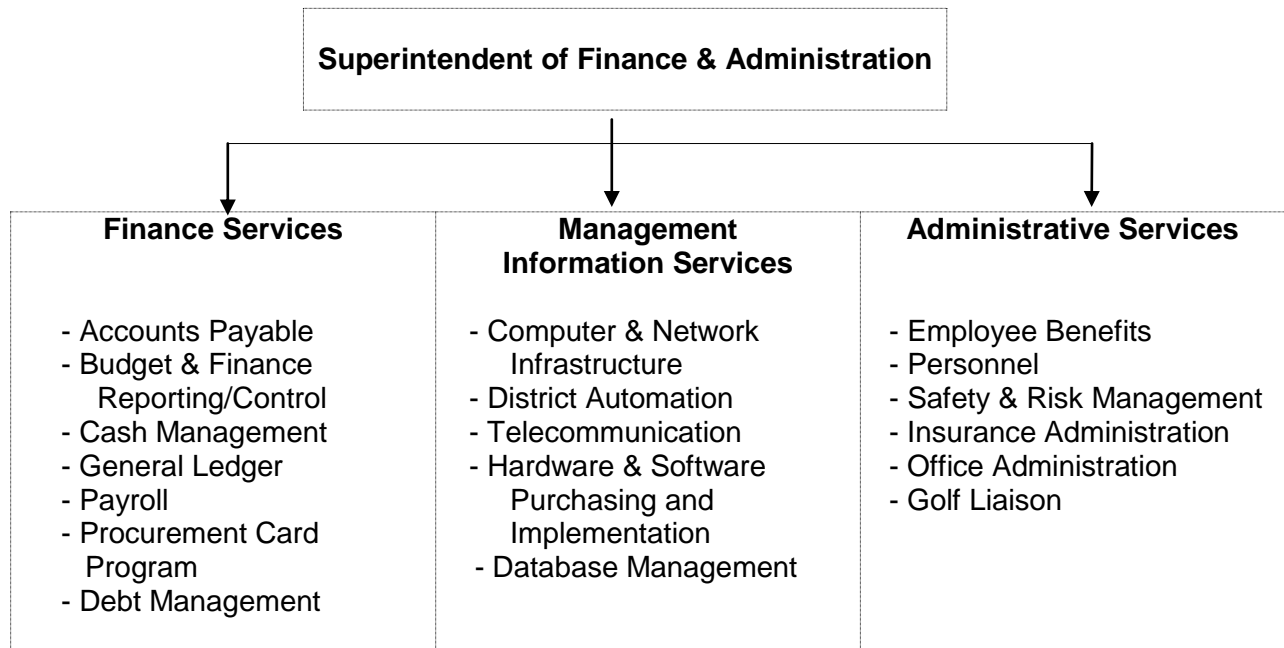 Superintendent of Finance & Administration
Finance Services
- Accounts Payable
- Budget & Finance
Reporting/Control
- Cash Management
- General Ledger
- Payroll
- Procurement Card
Program
- Debt Management
Management
Information Services
- Computer & Network
Infrastructure
- District Automation
- Telecommunication
- Hardware & Software
Purchasing and
Implementation
- Database Management
Administrative Services
- Employee Benefits
- Personnel
- Safety & Risk Management
- Insurance Administration
- Office Administration
- Golf Liaison